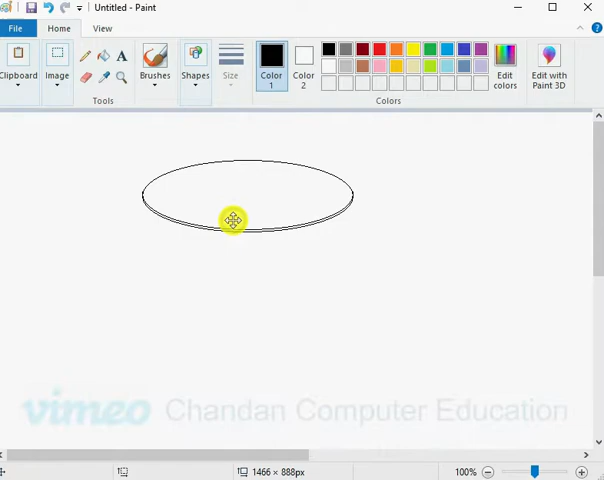 Untitled - Paint
File Home View
Clipboard
Image
Tools
Brushes
Shapes
Size
Color 1
Color 2
Colors
Edit colors
Edit with Paint 3D
vimeo Chandan Computer Education
1466 × 888px
100%